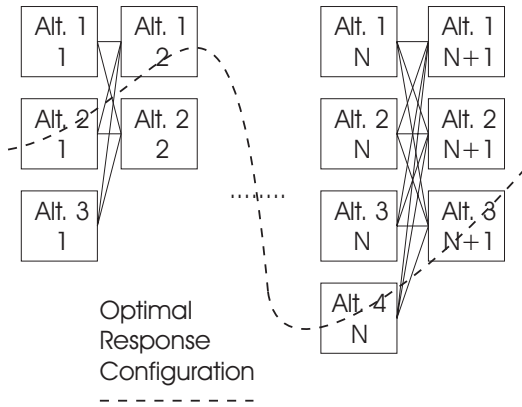 Alt. 1
1
Alt. 1
2
Alt. 1
N
Alt. 1
N+1
Alt. 2
1
Alt. 2
2
Alt. 2
N
Alt. 2
N+1
Alt. 3
1
Alt. 3
N
Alt. 3
N+1
Alt. 4
N
Optimal
Response
Configuration